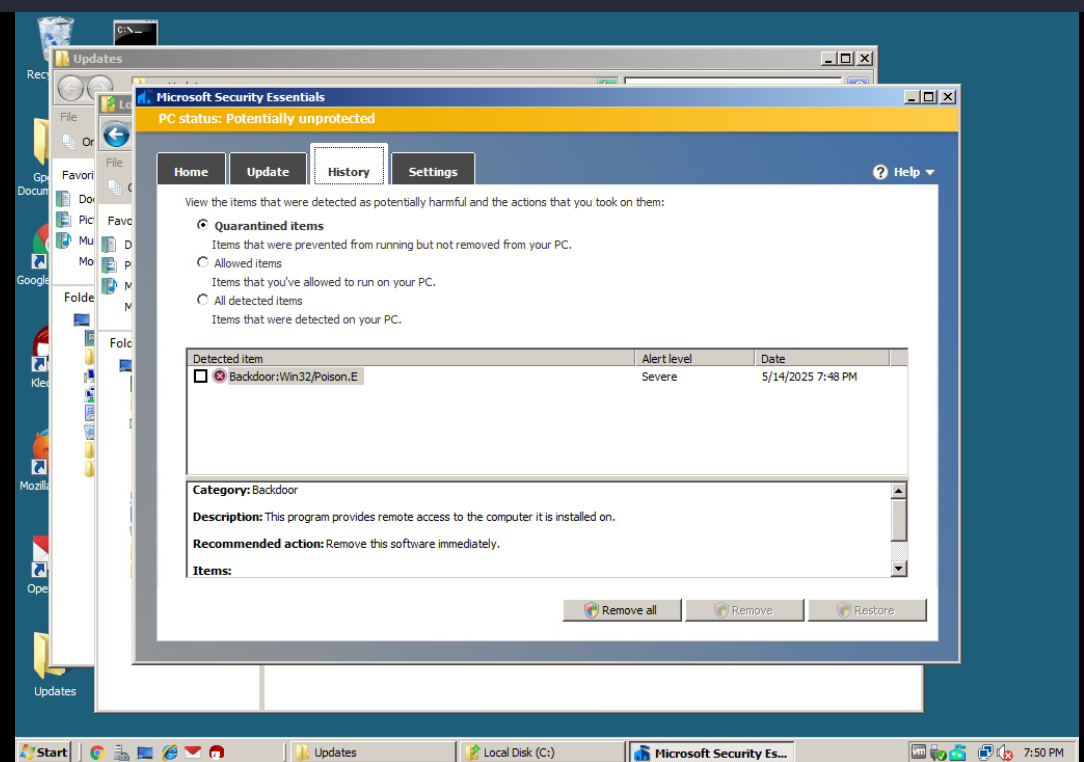 C:\_
Updates
Rec
File
Or
Favori
Do
Pic
Mu
Mo
Folde
Gp
Docum
Google
Klec
Mozill
Ope
Updates
Lo
File
Favo
D
P
M
M
Folc
Microsoft Security Essentials
PC status: Potentially unprotected
Home
Update
History
Settings
Help
View the items that were detected as potentially harmful and the actions that you took on them:
Quarantined items
Items that were prevented from running but not removed from your PC.
Allowed items
Items that you've allowed to run on your PC.
All detected items
Items that were detected on your PC.
Detected item Alert level Date
Backdoor:Win32/Poison.E Severe 5/14/2025 7:48 PM
Category: Backdoor
Description: This program provides remote access to the computer it is installed on.
Recommended action: Remove this software immediately.
Items:
Remove all Remove Restore
Start Updates Local Disk (C:) Microsoft Security Es... 7:50 PM